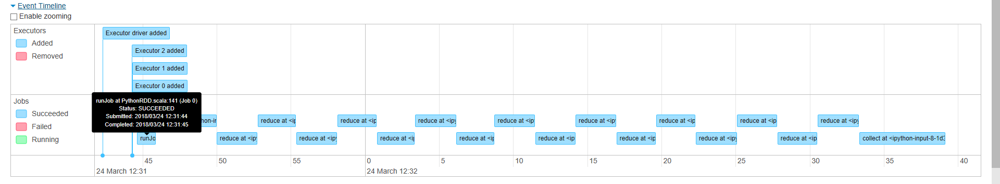 Event Timeline
Enable zooming
Executors
Added
Removed
Executor driver added
Executor 2 added
Executor 1 added
Executor 0 added
Jobs
Succeeded
Failed
Running
runJob at PythonRDD.scala:141 (Job 0)
Status: SUCCEEDED
Submitted: 2018/03/24 12:31:44
Completed: 2018/03/24 12:31:45
hon-in reduce at <ip reduce at <ip reduce at <ipy reduce at <ip reduce at <ipy reduce at <ipy reduce at <ip reduce at <ipy
runJo reduce at <ipy reduce at <ipy reduce at <i reduce at <ip reduce at <ipy reduce at <ip reduce at <ipy reduce at <ip collect at <ipython-input-8-1d3
45 50 55 0 5 10 15 20 25 30 35 40
24 March 12:31 24 March 12:32